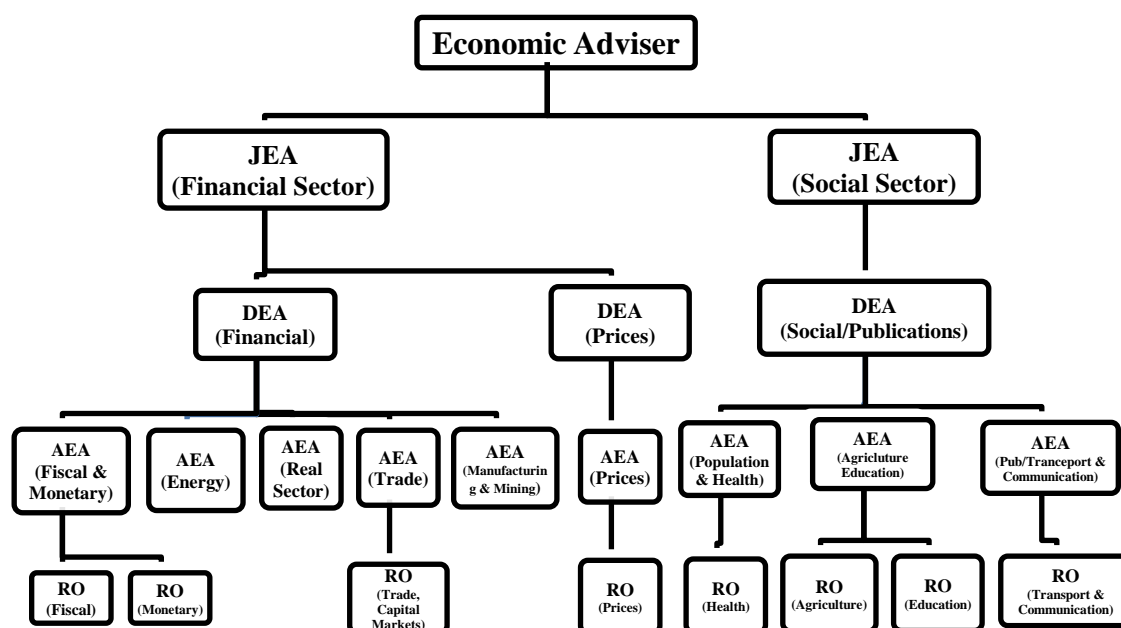 Economic Adviser
JEA
(Financial Sector)
JEA
(Social Sector)
DEA
(Financial)
DEA
(Prices)
DEA
(Social/Publications)
AEA
(Fiscal &
Monetary)
AEA
(Energy)
AEA
(Real
Sector)
AEA
(Trade)
AEA
(Manufacturin
g & Mining)
AEA
(Prices)
AEA
(Population
& Health)
AEA
(Agricluture
Education)
AEA
(Pub/Tranceport &
Communication)
RO
(Fiscal)
RO
(Monetary)
RO
(Trade,
Capital
Markets)
RO
(Prices)
RO
(Health)
RO
(Agriculture)
RO
(Education)
RO
(Transport &
Communication)